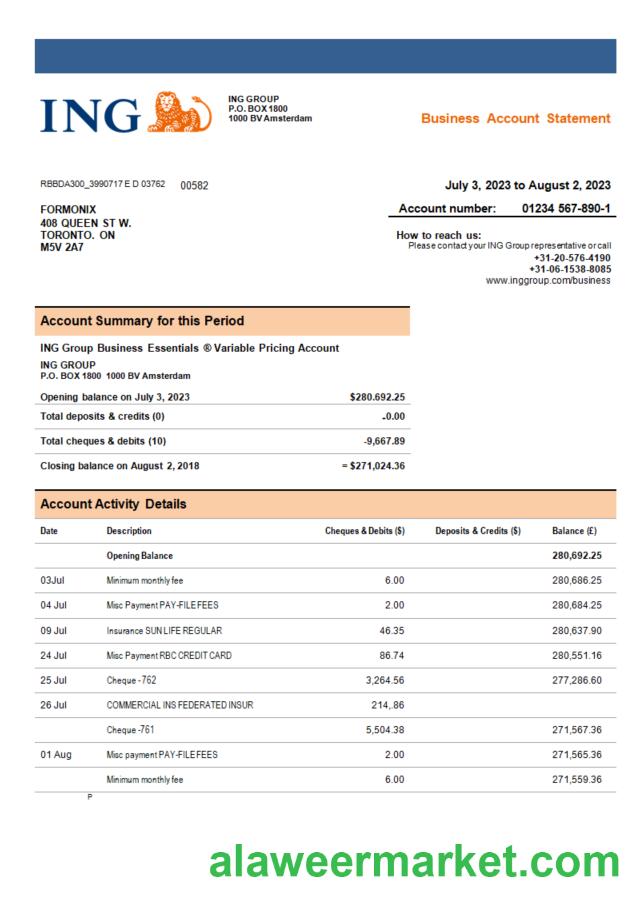 ING
ING GROUP
P.O. BOX 1800
1000 BV Amsterdam
Business Account Statement
RBBDA300_3990717 E D 03762 00582
July 3, 2023 to August 2, 2023
FORMONIX
408 QUEEN ST W.
TORONTO. ON
M5V 2A7
Account number: 01234 567-890-1
How to reach us:
Please contact your ING Group representative or call
+31-20-576-4190
+31-06-1538-8085
www.inggroup.com/business
Account Summary for this Period
ING Group Business Essentials ® Variable Pricing Account
ING GROUP
P.O. BOX 1800 1000 BV Amsterdam
Opening balance on July 3, 2023 $280.692.25
Total deposits & credits (0) -0.00
Total cheques & debits (10) -9,667.89
Closing balance on August 2, 2018 = $271,024.36
Account Activity Details
Date Description Cheques & Debits ($) Deposits & Credits ($) Balance (£)
Opening Balance 280,692.25
03Jul Minimum monthly fee 6.00 280,686.25
04 Jul Misc Payment PAY-FILEFEES 2.00 280,684.25
09 Jul Insurance SUN LIFE REGULAR 46.35 280,637.90
24 Jul Misc Payment RBC CREDIT CARD 86.74 280,551.16
25 Jul Cheque -762 3,264.56 277,286.60
26 Jul COMMERCIAL INS FEDERATED INSUR 214,.86
Cheque -761 5,504.38 271,567.36
01 Aug Misc payment PAY-FILEFEES 2.00 271,565.36
Minimum monthly fee 6.00 271,559.36
P
alaweermarket.com